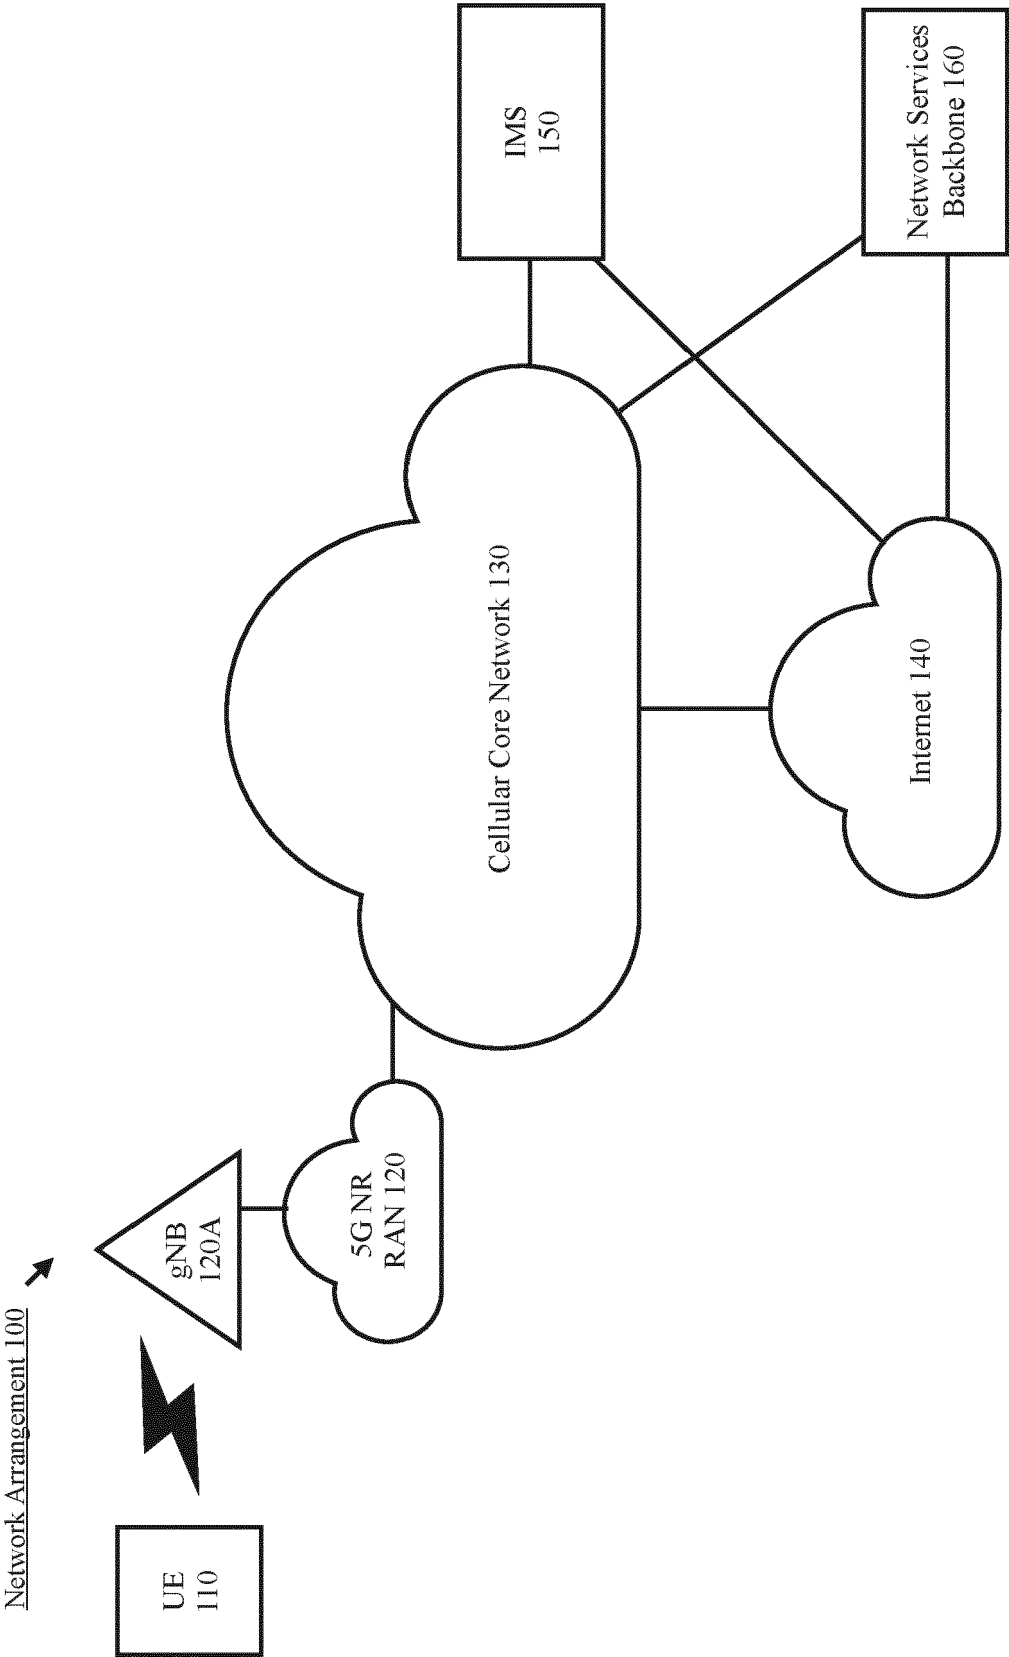 Network Arrangement 100
UE
110
gNB
120A
5G NR
RAN 120
Cellular Core Network 130
IMS
150
Internet 140
Network Services
Backbone 160